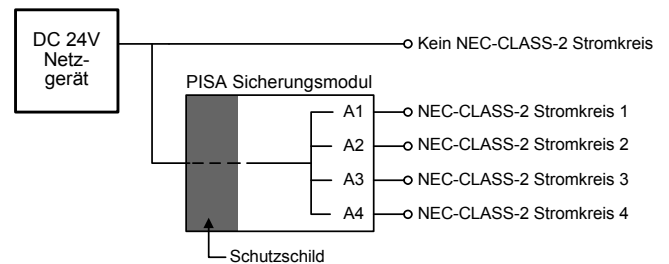 DC 24V
Netz-
gerät
Kein NEC-CLASS-2 Stromkreis
PISA Sicherungsmodul
A1 NEC-CLASS-2 Stromkreis 1
A2 NEC-CLASS-2 Stromkreis 2
A3 NEC-CLASS-2 Stromkreis 3
A4 NEC-CLASS-2 Stromkreis 4
Schutzschild